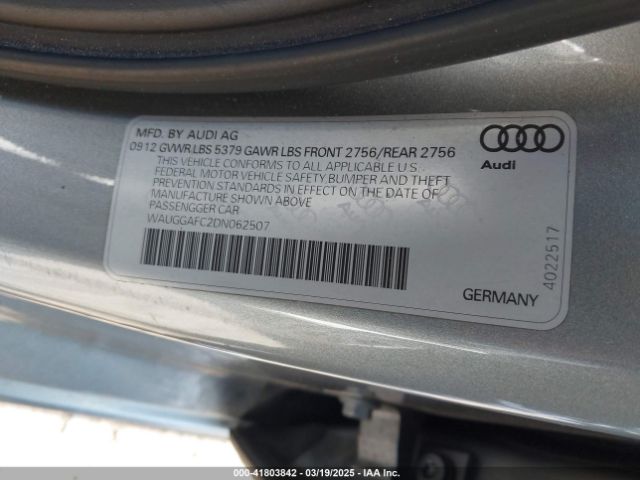 MFD. BY AUDI AG
0912 GVWR LBS 5379 GAWR LBS FRONT 2756/REAR 2756
THIS VEHICLE CONFORMS TO ALL APPLICABLE U S
FEDERAL MOTOR VEHICLE SAFETY BUMPER AND THEFT
PREVENTION STANDARDS IN EFFECT ON THE DATE OF
MANUFACTURE SHOWN ABOVE
PASSENGGER CAR
WAUGGAFC2DN062507
Audi
GERMANY
4022517
000-41803842 - 03/19/2025 - IAA Inc.